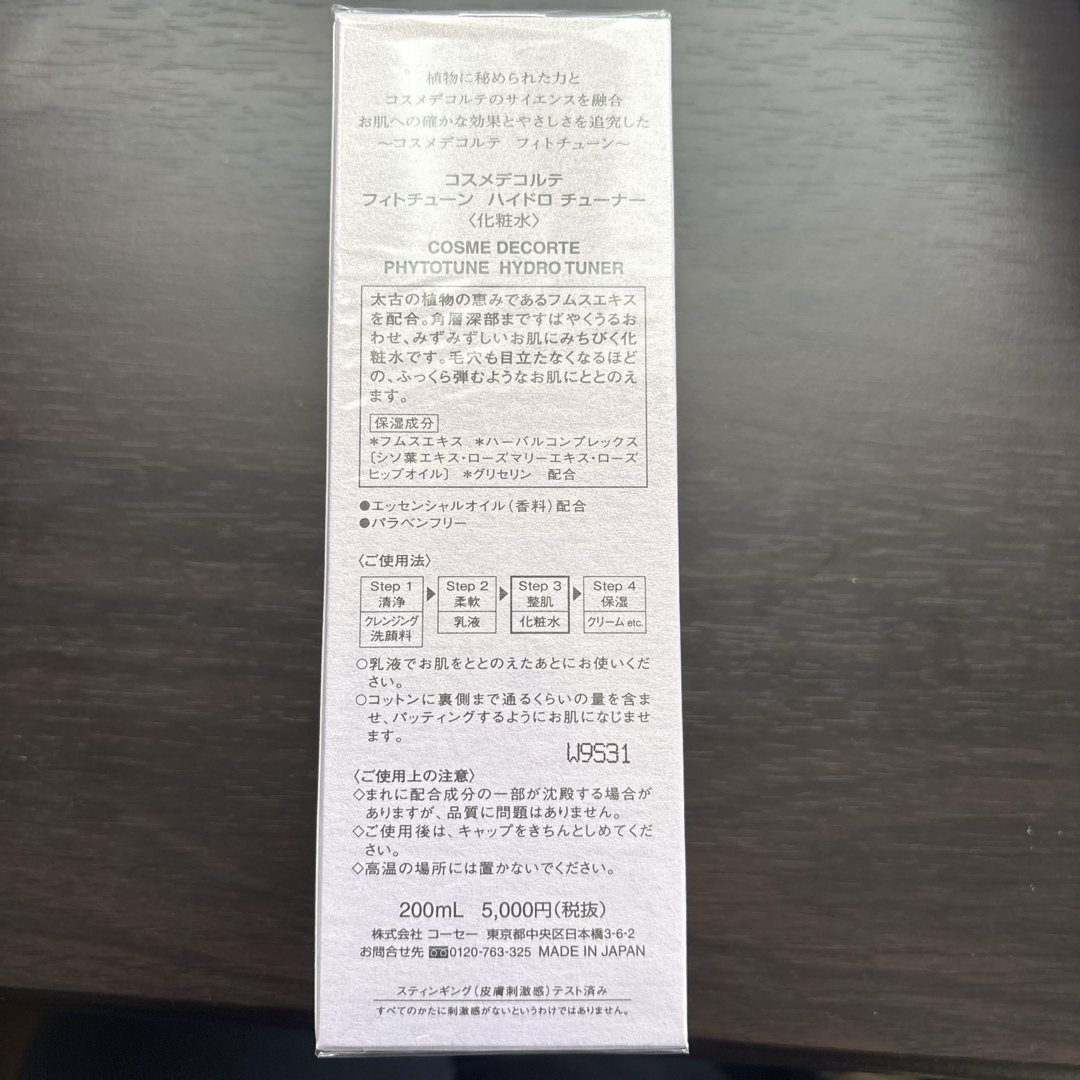 植物に秘められた力と
コスメデコルテのサイエンスを融合
お肌への確かな効果とやさしさを追究した
～コスメデコルテ フィトチューン～
コスメデコルテ
フィトチューン ハイドロ チューナー
〈化粧水〉
COSME DECORTE
PHYTOTUNE HYDRO TUNER
太古の植物の恵みであるフムスエキス
を配合。角層深部まですばやくうるお
わせ、みずみずしいお肌にみちびく化
粧水です。毛穴も目立たなくなるほど
の、ふっくら弾むようなお肌にととのえ
ます。
保湿成分
＊フムスエキス ＊ハーバルコンプレックス
〔シソ葉エキス・ローズマリーエキス・ローズ
ヒップオイル〕 ＊グリセリン 配合
●エッセンシャルオイル（香料）配合
●パラベンフリー
〈ご使用法〉
Step 1 Step 2 Step 3 Step 4
清浄 柔軟 整肌 保湿
クレンジング 乳液 化粧水 クリーム etc.
洗顔料
○乳液でお肌をととのえたあとにお使いくだ
さい。
○コットンに裏側まで通るくらいの量を含ま
せ、パッティングするようにお肌になじませ
ます。
W9S31
〈ご使用上の注意〉
◇まれに配合成分の一部が沈殿する場合が
ありますが、品質に問題はありません。
◇ご使用後は、キャップをきちんとしめてくだ
さい。
◇高温の場所には置かないでください。
200mL 5,000円（税抜）
株式会社 コーセー 東京都中央区日本橋3-6-2
お問合せ先 0120-763-325 MADE IN JAPAN
スティンギング（皮膚刺激感）テスト済み
すべてのかたに刺激感がないというわけではありません。